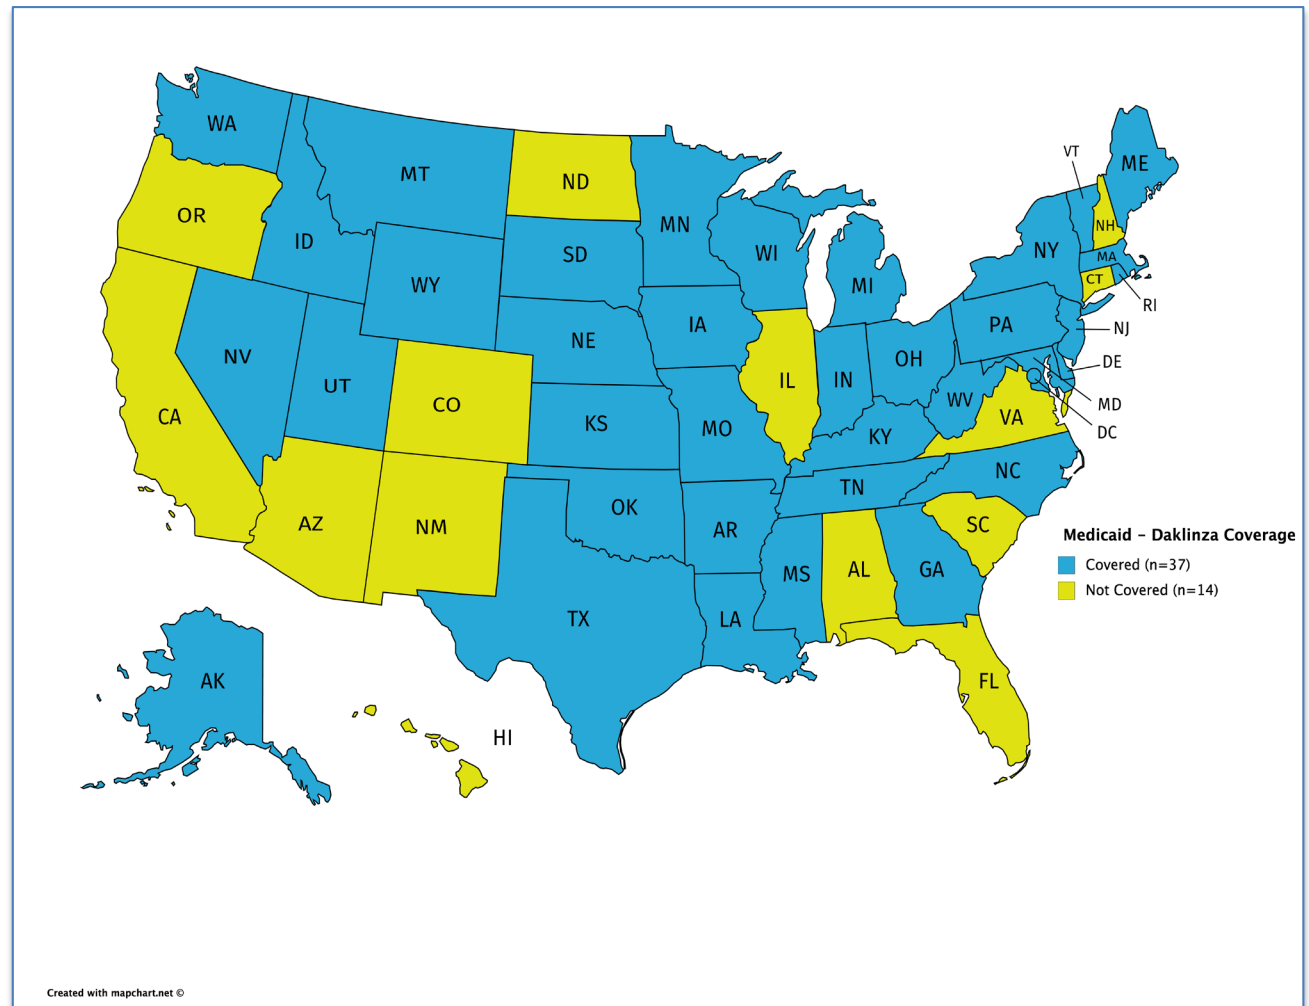 WA
MT
ND
MN
VT
ME
OR
ID
SD
WI
MI
NY
NH
MA
CT
RI
WY
NE
IA
PA
NJ
NV
UT
CO
IL
IN
OH
DE
MD
DC
CA
KS
MO
WV
VA
KY
NC
AZ
NM
OK
AR
TN
SC
MS
AL
GA
TX
LA
FL
AK
HI
Medicaid – Daklinza Coverage
Covered (n=37)
Not Covered (n=14)
Created with mapchart.net ©